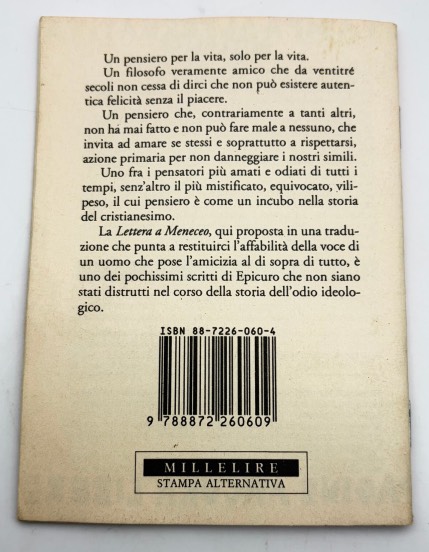 Un pensiero per la vita, solo per la vita.
Un filosofo veramente amico che da ventitré
secoli non cessa di dirci che non può esistere auten-
tica felicità senza il piacere.
Un pensiero che, contrariamente a tanti altri,
non ha mai fatto e non può fare male a nessuno, che
invita ad amare se stessi e soprattutto a rispettarsi,
azione primaria per non danneggiare i nostri simili.
Uno fra i pensatori più amati e odiati di tutti i
tempi, senz'altro il più mistificato, equivocato, vili-
peso, il cui pensiero è come un incubo nella storia
del cristianesimo.
La Lettera a Meneceo, qui proposta in una tradu-
zione che punta a restituirci l'affabilità della voce di
un uomo che pose l'amicizia al di sopra di tutto, è
uno dei pochissimi scritti di Epicuro che non siano
stati distrutti nel corso della storia dell'odio ideolo-
gico.
ISBN 88-7226-060-4
9 788872 260609
MILLELIRE
STAMPA ALTERNATIVA